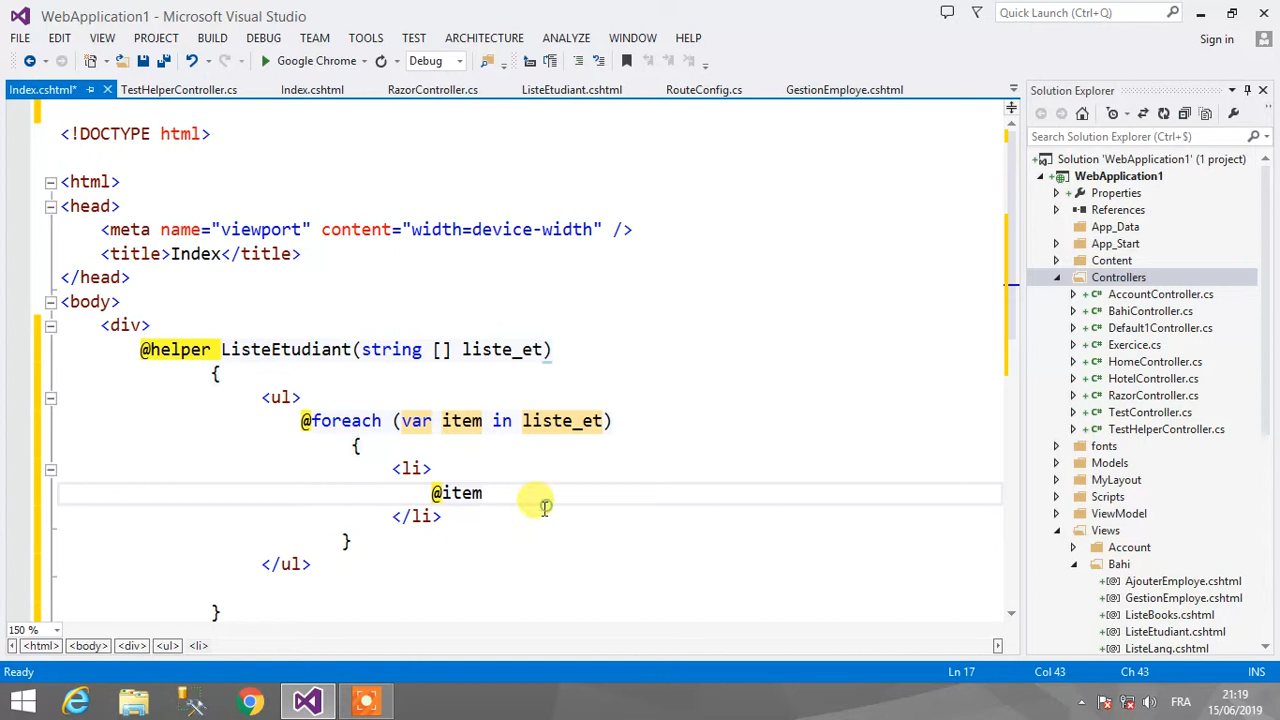 WebApplication1 - Microsoft Visual Studio
Quick Launch (Ctrl+Q)
FILE EDIT VIEW PROJECT BUILD DEBUG TEAM TOOLS TEST ARCHITECTURE ANALYZE WINDOW HELP
Sign in
Google Chrome Debug
Index.cshtml* TestHelperController.cs Index.cshtml RazorController.cs ListeEtudiant.cshtml RouteConfig.cs GestionEmploye.cshtml
<!DOCTYPE html>
<html>
<head>
<meta name="viewport" content="width=device-width" />
<title>Index</title>
</head>
<body>
<div>
@helper ListeEtudiant(string [] liste_et)
{
<ul>
@foreach (var item in liste_et)
{
<li>
@item
</li>
}
</ul>
}
150 %
<html> <body> <div> <ul> <li>
Solution Explorer
Search Solution Explorer (Ctrl+$)
Solution 'WebApplication1' (1 project)
WebApplication1
Properties
References
App_Data
App_Start
Content
Controllers
AccountController.cs
BahiController.cs
Default1Controller.cs
Exercice.cs
HomeController.cs
HotelController.cs
RazorController.cs
TestController.cs
TestHelperController.cs
fonts
Models
MyLayout
Scripts
ViewModel
Views
Account
Bahi
AjouterEmploye.cshtml
GestionEmploye.cshtml
ListeBooks.cshtml
ListeEtudiant.cshtml
ListeLang.cshtml
Ready Ln 17 Col 43 Ch 43 INS
FRA
21:19
15/06/2019